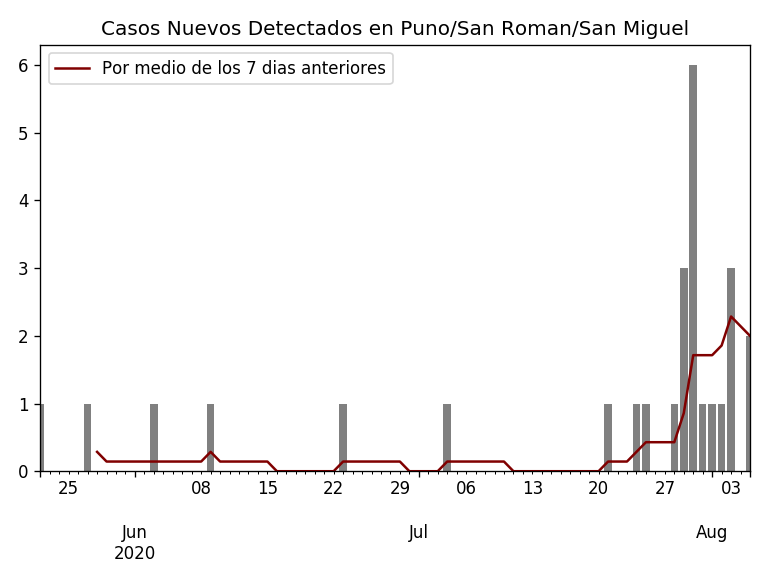 Casos Nuevos Detectados en Puno/San Roman/San Miguel
Por medio de los 7 dias anteriores
6
5
4
3
2
1
0
25 08 15 22 29 06 13 20 27 03
Jun Jul Aug
2020